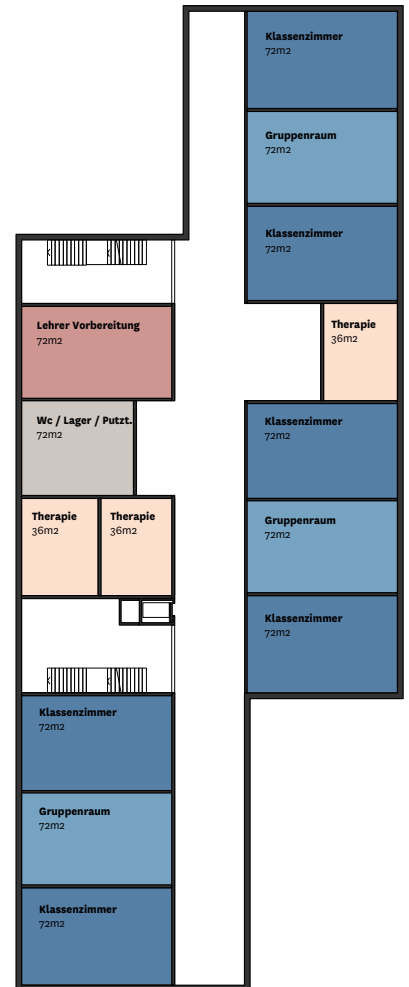 Klassenzimmer
72m2
Gruppenraum
72m2
Klassenzimmer
72m2
Therapie
36m2
Lehrer Vorbereitung
72m2
Wc / Lager / Putzt.
72m2
Klassenzimmer
72m2
Therapie
36m2
Therapie
36m2
Gruppenraum
72m2
Klassenzimmer
72m2
Klassenzimmer
72m2
Gruppenraum
72m2
Klassenzimmer
72m2